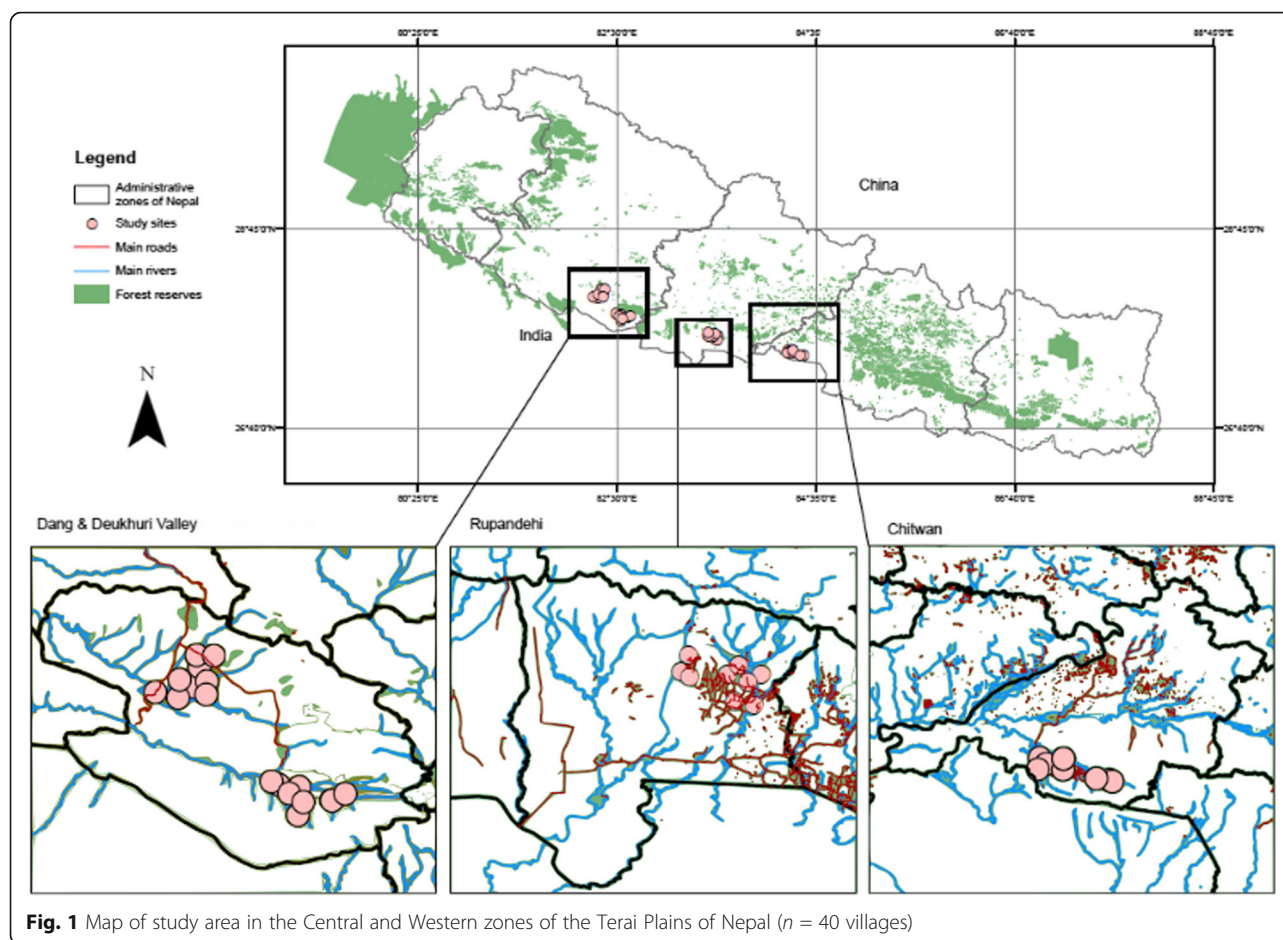 80°25'0"E 82°30'0"E 84°35'0"E 86°40'0"E 88°45'0"E
Legend
Administrative
zones of Nepal
Study sites
Main roads
Main rivers
Forest reserves
China
28°45'0"N 28°45'0"N
India
N
26°40'0"N 26°40'0"N
80°25'0"E 82°30'0"E 84°35'0"E 86°40'0"E 88°45'0"E
Dang & Deukhuri Valley
Rupandehi
Chitwan
Fig. 1 Map of study area in the Central and Western zones of the Terai Plains of Nepal (n = 40 villages)